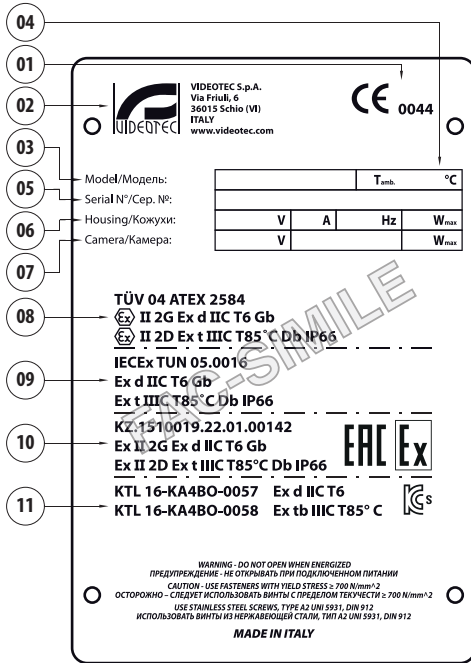 04
01
02
VIDEOTEC
VIDEOTEC S.p.A.
Via Friuli, 6
36015 Schio (VI)
ITALY
www.videotec.com
CE 0044
03
Model/Модель:
Tamb. °C
05
Serial N°/Сер. №:
06
Housing/Кожухи:
V A Hz Wmax
07
Camera/Камера:
V Wmax
TÜV 04 ATEX 2584
08
Ex II 2G Ex d IIC T6 Gb
Ex II 2D Ex t IIIC T85°C Db IP66
IECEx TUN 05.0016
09
Ex d IIC T6 Gb
Ex t IIIC T85°C Db IP66
FAC-SIMILE
KZ.1510019.22.01.00142
10
Ex II 2G Ex d IIC T6 Gb
Ex II 2D Ex t IIIC T85°C Db IP66
EAC Ex
11
KTL 16-KA4BO-0057 Ex d IIC T6
KTL 16-KA4BO-0058 Ex tb IIIC T85° C
KCs
WARNING - DO NOT OPEN WHEN ENERGIZED
ПРЕДУПРЕЖДЕНИЕ - НЕ ОТКРЫВАТЬ ПРИ ПОДКЛЮЧЕННОМ ПИТАНИИ
CAUTION - USE FASTENERS WITH YIELD STRESS ≥ 700 N/mm^2
ОСТОРОЖНО – СЛЕДУЕТ ИСПОЛЬЗОВАТЬ ВИНТЫ С ПРЕДЕЛОМ ТЕКУЧЕСТИ ≥ 700 N/mm^2
USE STAINLESS STEEL SCREWS, TYPE A2 UNI 5931, DIN 912
ИСПОЛЬЗОВАТЬ ВИНТЫ ИЗ НЕРЖАВЕЮЩЕЙ СТАЛИ, ТИП A2 UNI 5931, DIN 912
MADE IN ITALY